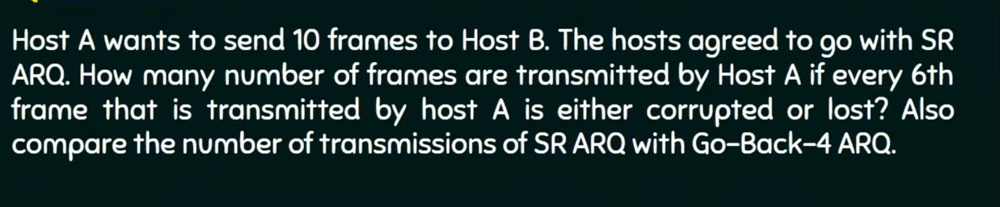 Host A wants to send 10 frames to Host B. The hosts agreed to go with SR
ARQ. How many number of frames are transmitted by Host A if every 6th
frame that is transmitted by host A is either corrupted or lost? Also
compare the number of transmissions of SR ARQ with Go-Back-4 ARQ.